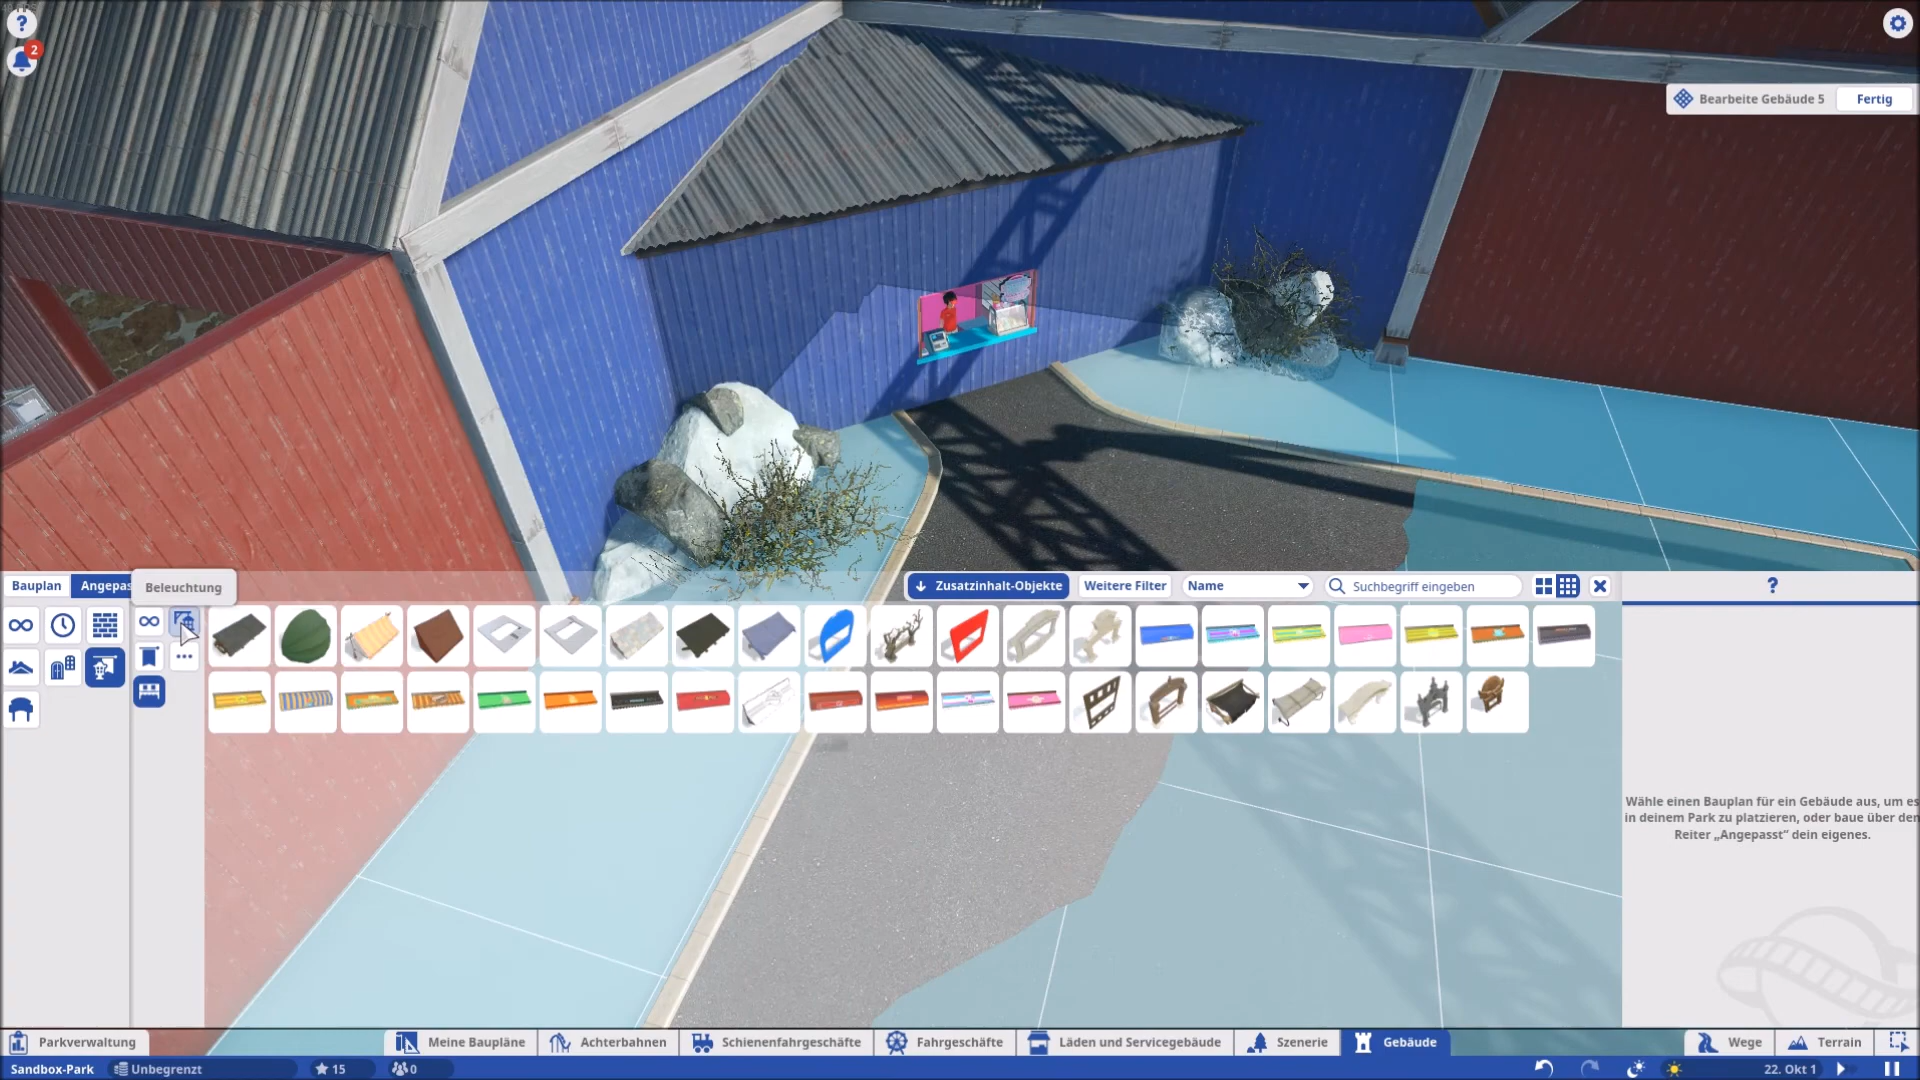 2
Bearbeite Gebäude 5 Fertig
Bauplan Angepas
Beleuchtung
Zusatzinhalt-Objekte Weitere Filter Name Suchbegriff eingeben
?
Wähle einen Bauplan für ein Gebäude aus, um es
in deinem Park zu platzieren, oder baue über den
Reiter „Angepasst" dein eigenes.
Parkverwaltung Meine Baupläne Achterbahnen Schienenfahrgeschäfte Fahrgeschäfte Läden und Servicegebäude Szenerie Gebäude Wege Terrain
Sandbox-Park Unbegrenzt 15 0 22. Okt 1